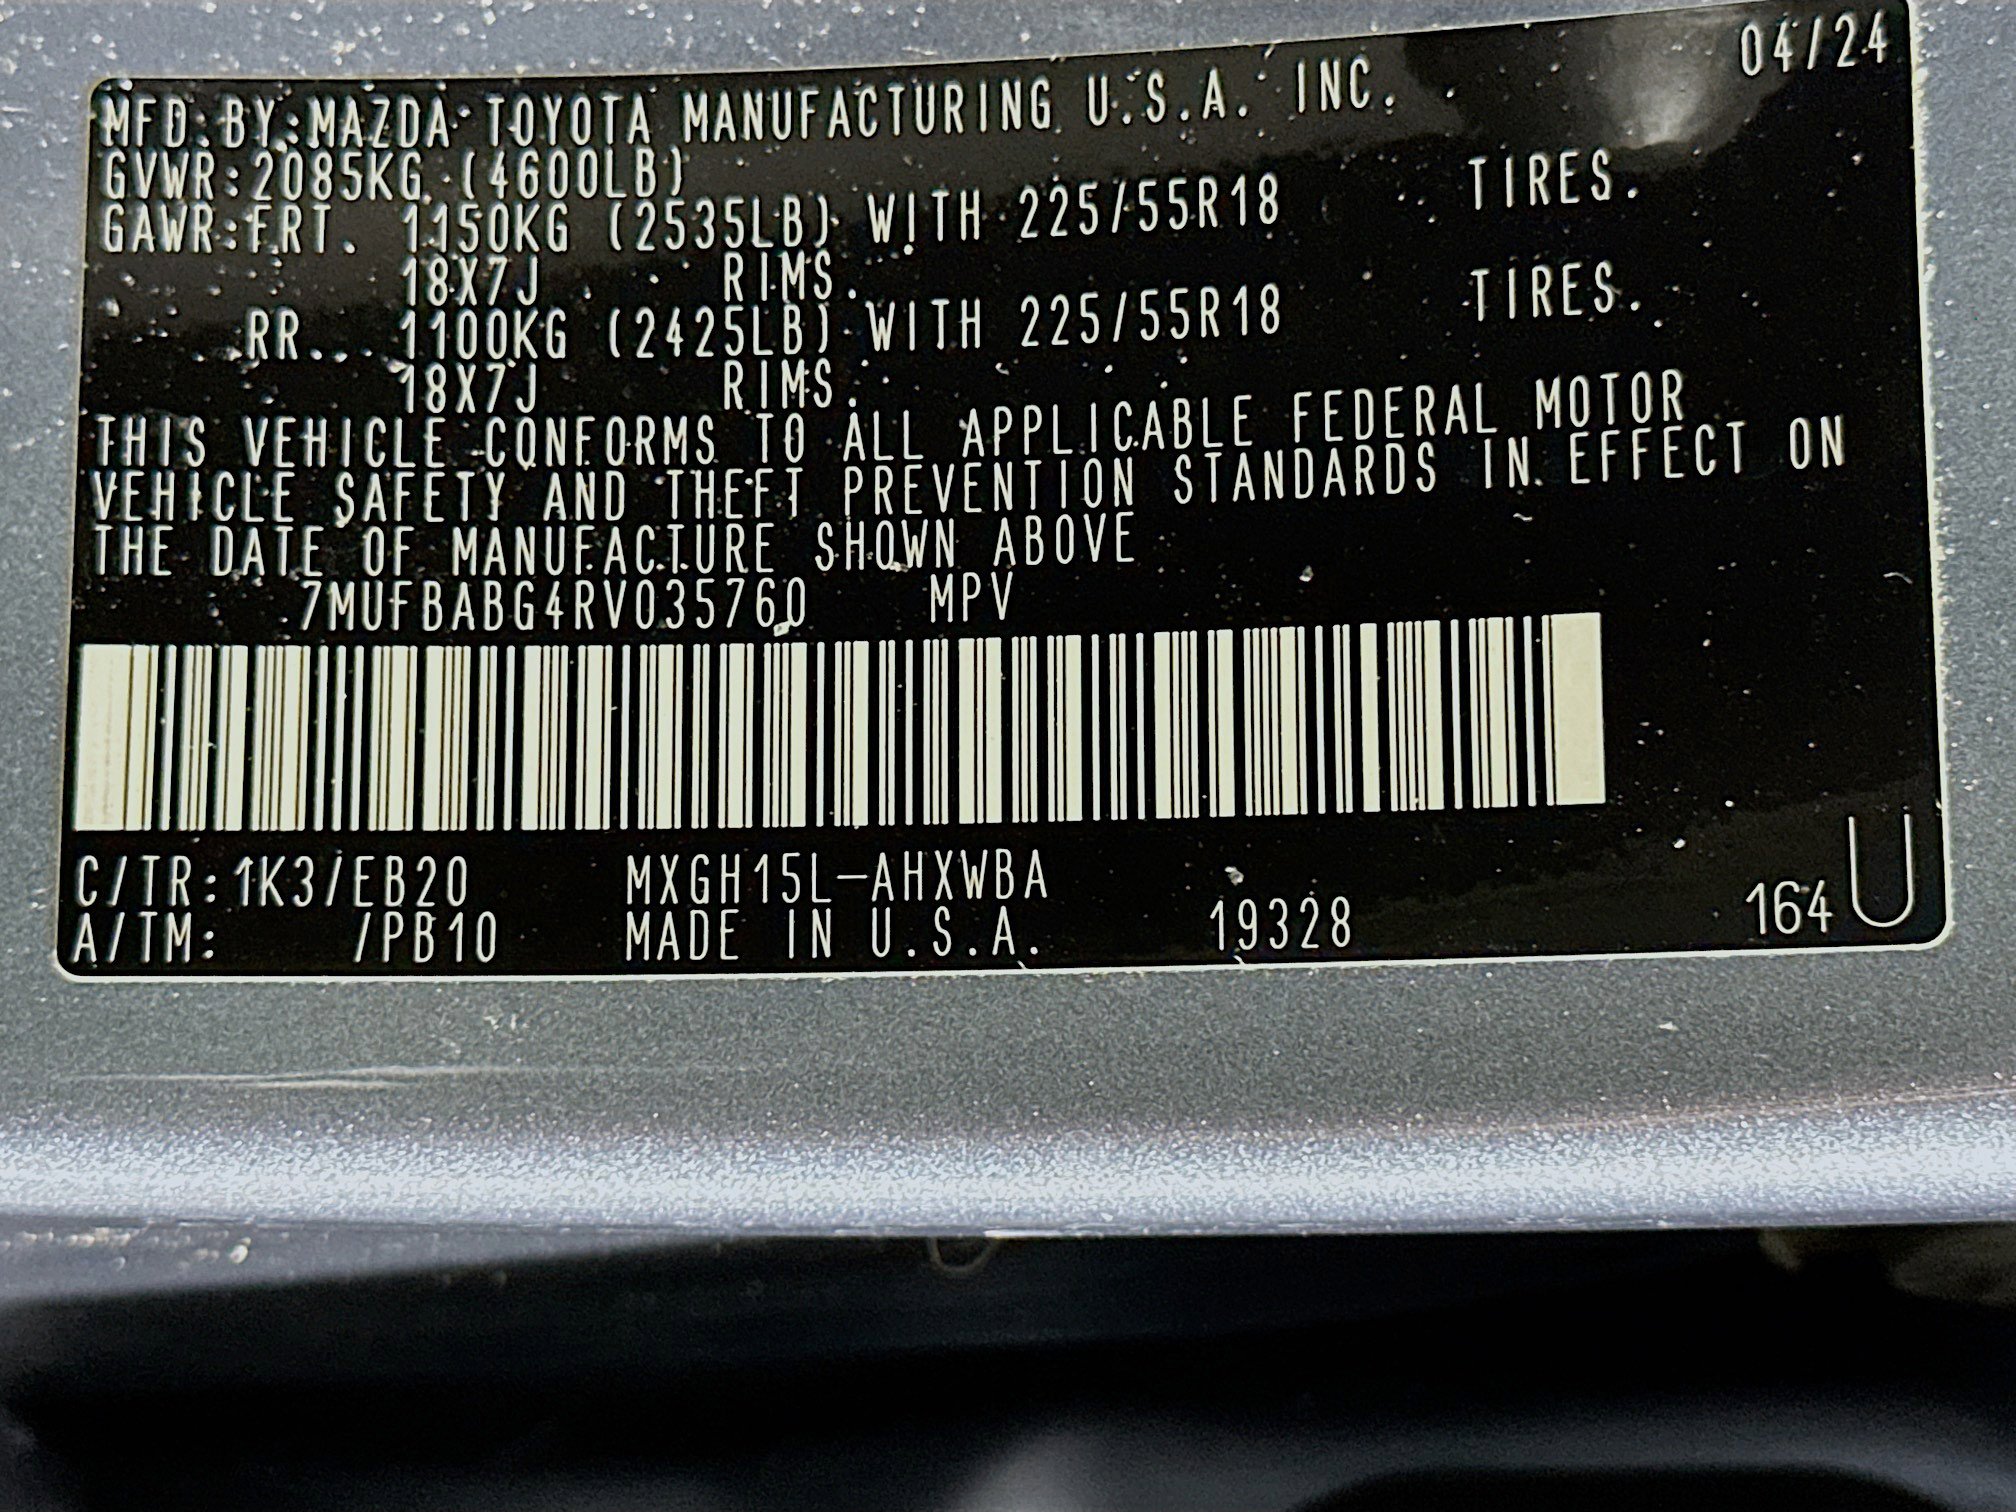 04/24
MFD. BY: MAZDA TOYOTA MANUFACTURING U.S.A. INC.
GVWR: 2085KG (4600LB)
GAWR: FRT. 1150KG (2535LB) WITH 225/55R18 TIRES.
18X7J RIMS.
RR. 1100KG (2425LB) WITH 225/55R18 TIRES.
18X7J RIMS.
THIS VEHICLE CONFORMS TO ALL APPLICABLE FEDERAL MOTOR
VEHICLE SAFETY AND THEFT PREVENTION STANDARDS IN EFFECT ON
THE DATE OF MANUFACTURE SHOWN ABOVE
7MUFBABG4RV035760 MPV
C/TR: 1K3/EB20 MXGH15L-AHXWBA
A/TM: /PB10 MADE IN U.S.A. 19328 164 U